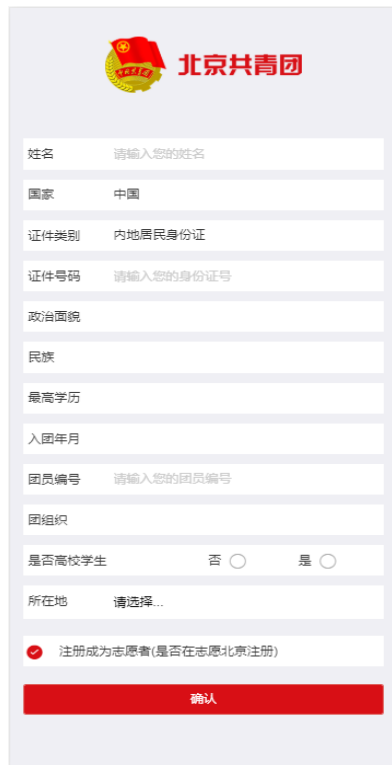 北京共青团
姓名 请输入您的姓名
国家 中国
证件类别 内地居民身份证
证件号码 请输入您的身份证号
政治面貌
民族
最高学历
入团年月
团员编号 请输入您的团员编号
团组织
是否高校学生 否 是
所在地 请选择...
注册成为志愿者(是否在志愿北京注册)
确认